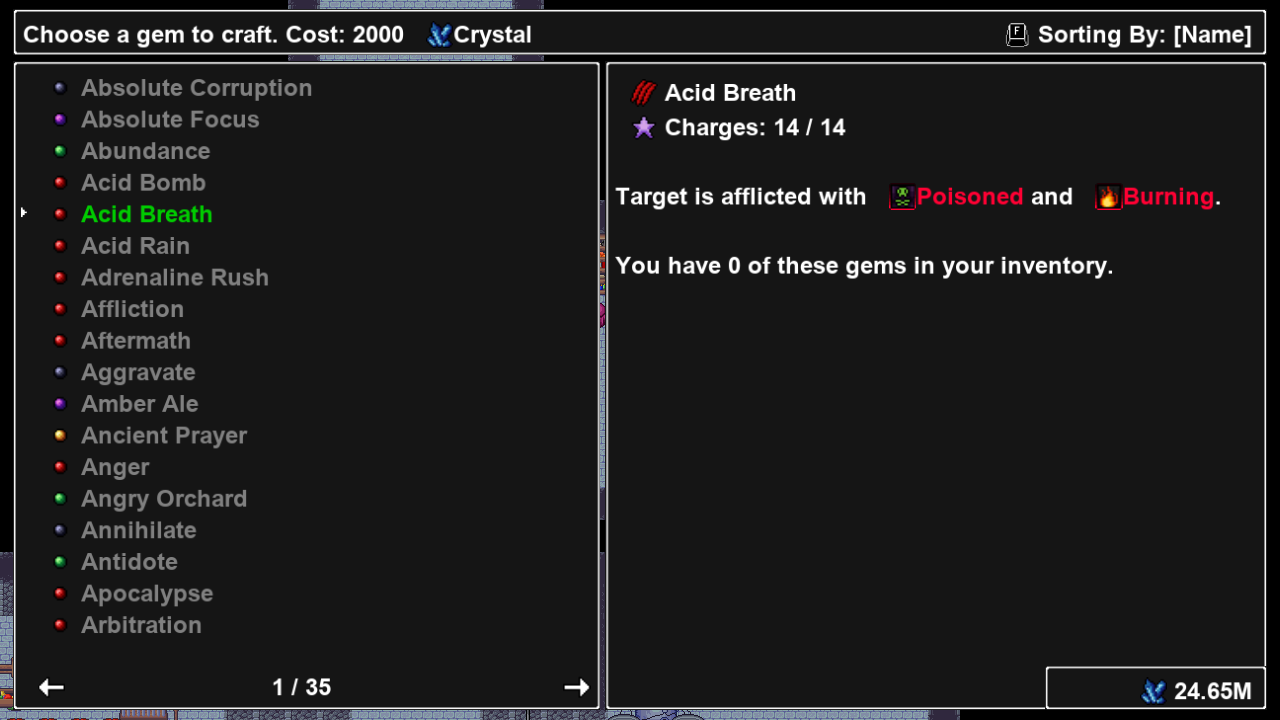 Choose a gem to craft. Cost: 2000 Crystal
F Sorting By: [Name]
Absolute Corruption
Absolute Focus
Abundance
Acid Bomb
Acid Breath
Acid Rain
Adrenaline Rush
Affliction
Aftermath
Aggravate
Amber Ale
Ancient Prayer
Anger
Angry Orchard
Annihilate
Antidote
Apocalypse
Arbitration
1 / 35
Acid Breath
Charges: 14 / 14
Target is afflicted with Poisoned and Burning.
You have 0 of these gems in your inventory.
24.65M